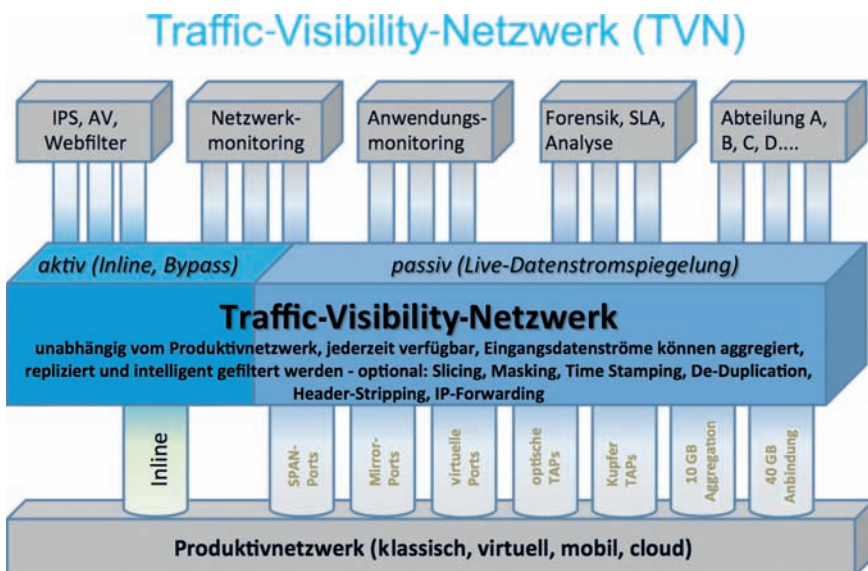 Traffic-Visibility-Netzwerk (TVN)
IPS, AV,
Webfilter
Netzwerk-
monitoring
Anwendungs-
monitoring
Forensik, SLA,
Analyse
Abteilung A,
B, C, D....
aktiv (Inline, Bypass)
passiv (Live-Datenstromspiegelung)
Traffic-Visibility-Netzwerk
unabhängig vom Produktivnetzwerk, jederzeit verfügbar, Eingangsdatenströme können aggregiert,
repliziert und intelligent gefiltert werden - optional: Slicing, Masking, Time Stamping, De-Duplication,
Header-Stripping, IP-Forwarding
Inline
SPAN-
Ports
Mirror-
Ports
virtuelle
Ports
optische
TAPs
Kupfer
TAPs
10 GB
Aggregation
40 GB
Anbindung
Produktivnetzwerk (klassisch, virtuell, mobil, cloud)